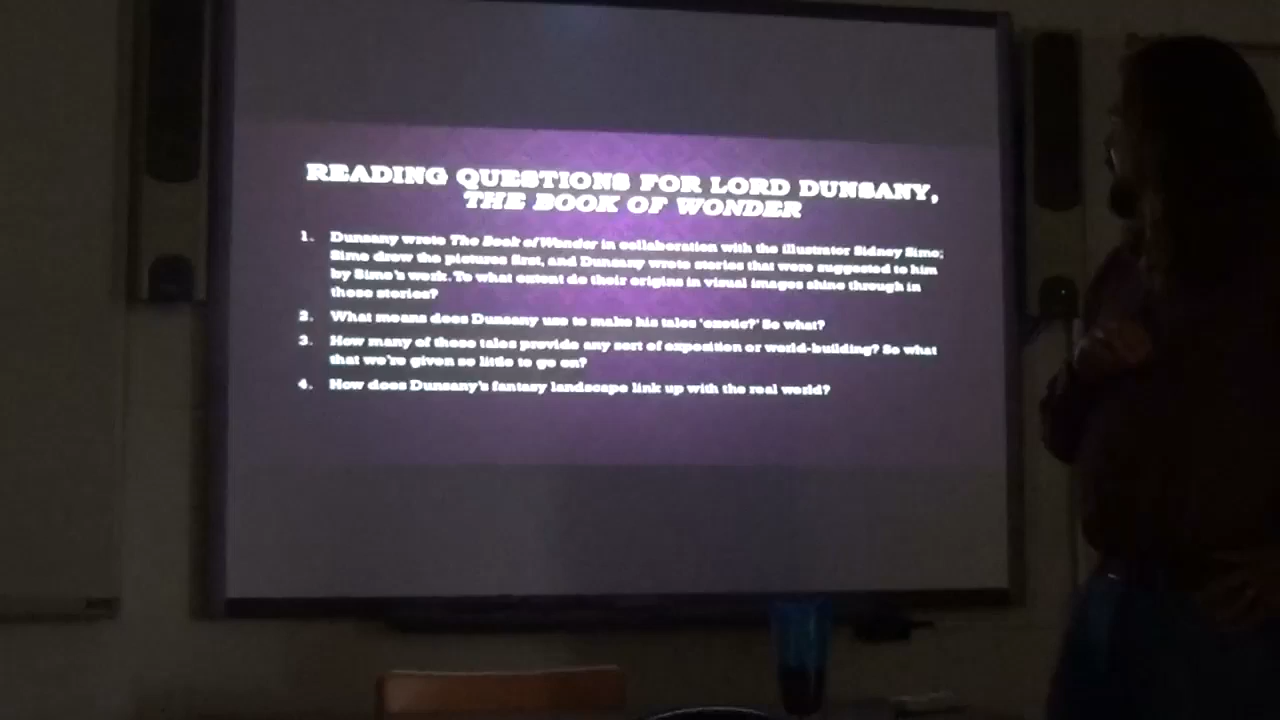 READING QUESTIONS FOR LORD DUNSANY,
THE BOOK OF WONDER
1. Dunsany wrote The Book of Wonder in collaboration with the illustrator Sidney Sime;
Sime drew the pictures first, and Dunsany wrote stories that were suggested to him
by Sime's work. To what extent do their origins in visual images shine through in
these stories?
2. What means does Dunsany use to make his tales 'exotic?' So what?
3. How many of these tales provide any sort of exposition or world-building? So what
that we're given so little to go on?
4. How does Dunsany's fantasy landscape link up with the real world?